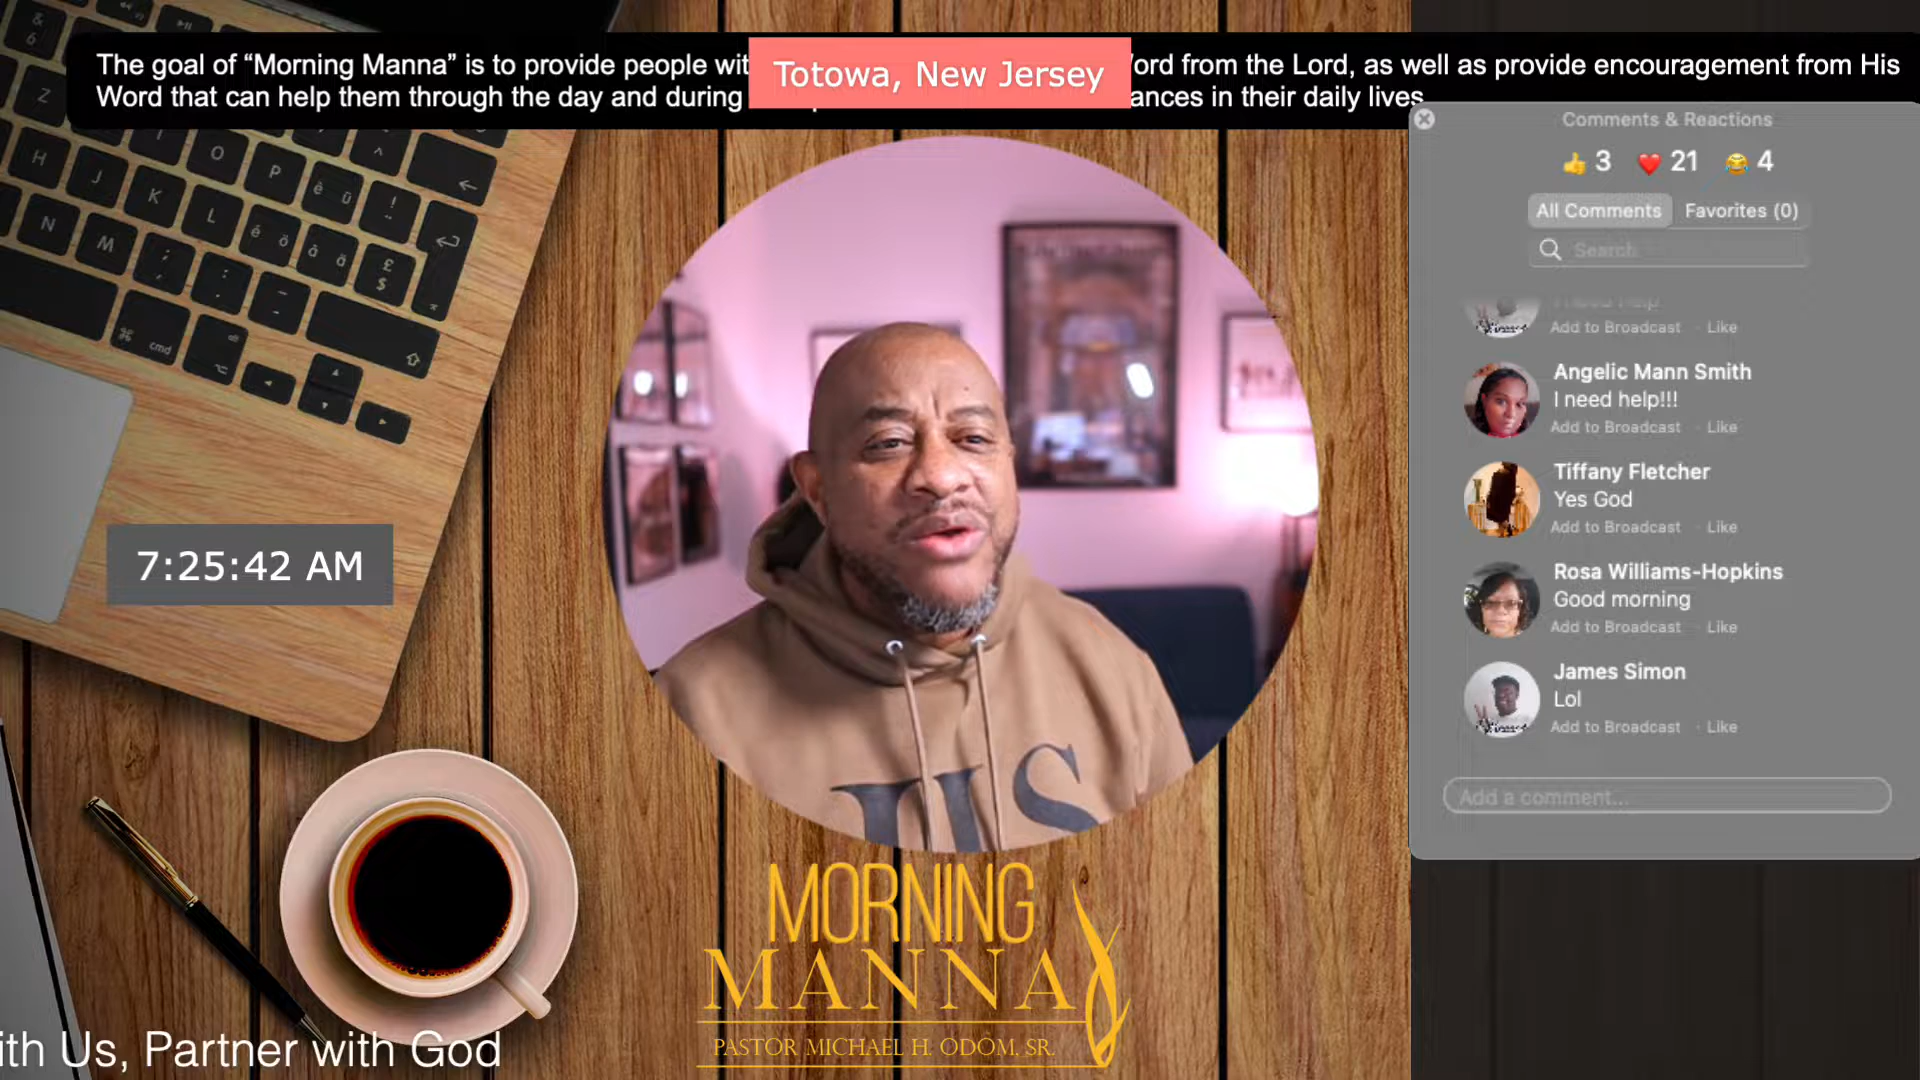 The goal of “Morning Manna” is to provide people wit
Totowa, New Jersey
ord from the Lord, as well as provide encouragement from His
Word that can help them through the day and during
ances in their daily lives
Comments & Reactions
👍 3 ❤️ 21 😂 4
All Comments Favorites (0)
Search
I need help
Add to Broadcast · Like
Angelic Mann Smith
I need help!!!
Add to Broadcast · Like
Tiffany Fletcher
Yes God
Add to Broadcast · Like
Rosa Williams-Hopkins
Good morning
Add to Broadcast · Like
James Simon
Lol
Add to Broadcast · Like
Add a comment...
7:25:42 AM
US
MORNING
MANNA
PASTOR MICHAEL H. ODOM, SR.
ith Us, Partner with God
&
6
Z
I
O
P
è ü
^
!
H
J
K
L
é ö
à ä
£
$
N
M
;
:
_
-
cmd